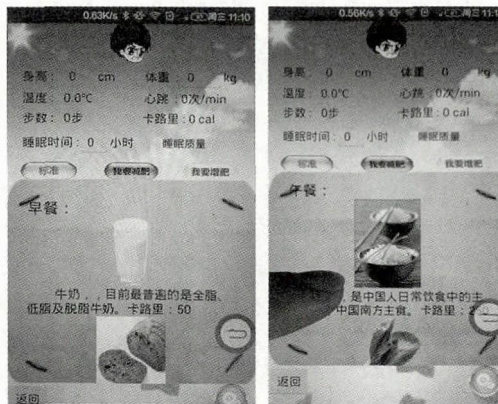 0.63K/s 周三 11:10
身高： 0 cm 体重 0 kg
温度： 0.0℃ 心跳：0次/min
步数：0步 卡路里：0 cal
睡眠时间：0 小时 睡眠质量
标准 我要减肥 我要增肥
早餐：
牛奶，，目前最普遍的是全脂、
低脂及脱脂牛奶。卡路里：50
返回
0.56K/s 周三 11:1
身高： 0 cm 体重 0 kg
温度： 0.0℃ 心跳：0次/min
步数：0步 卡路里：0 cal
睡眠时间：0 小时 睡眠质量
标准 我要减肥 我要增肥
午餐：
，是中国人日常饮食中的主
中国南方主食。卡路里：2
返回